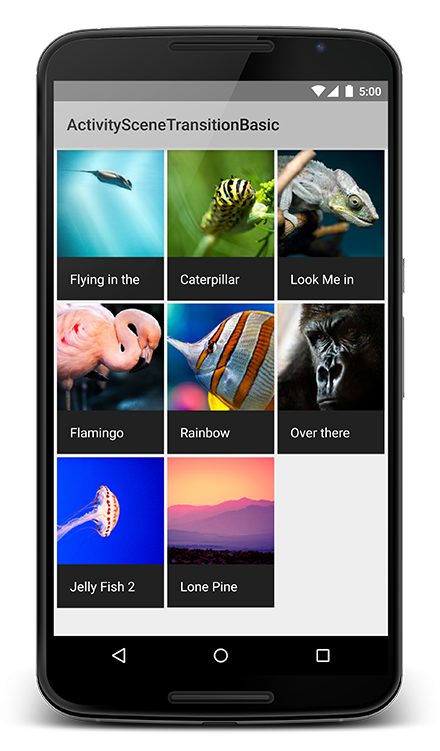 5:00
ActivitySceneTransitionBasic
Flying in the
Caterpillar
Look Me in
Flamingo
Rainbow
Over there
Jelly Fish 2
Lone Pine